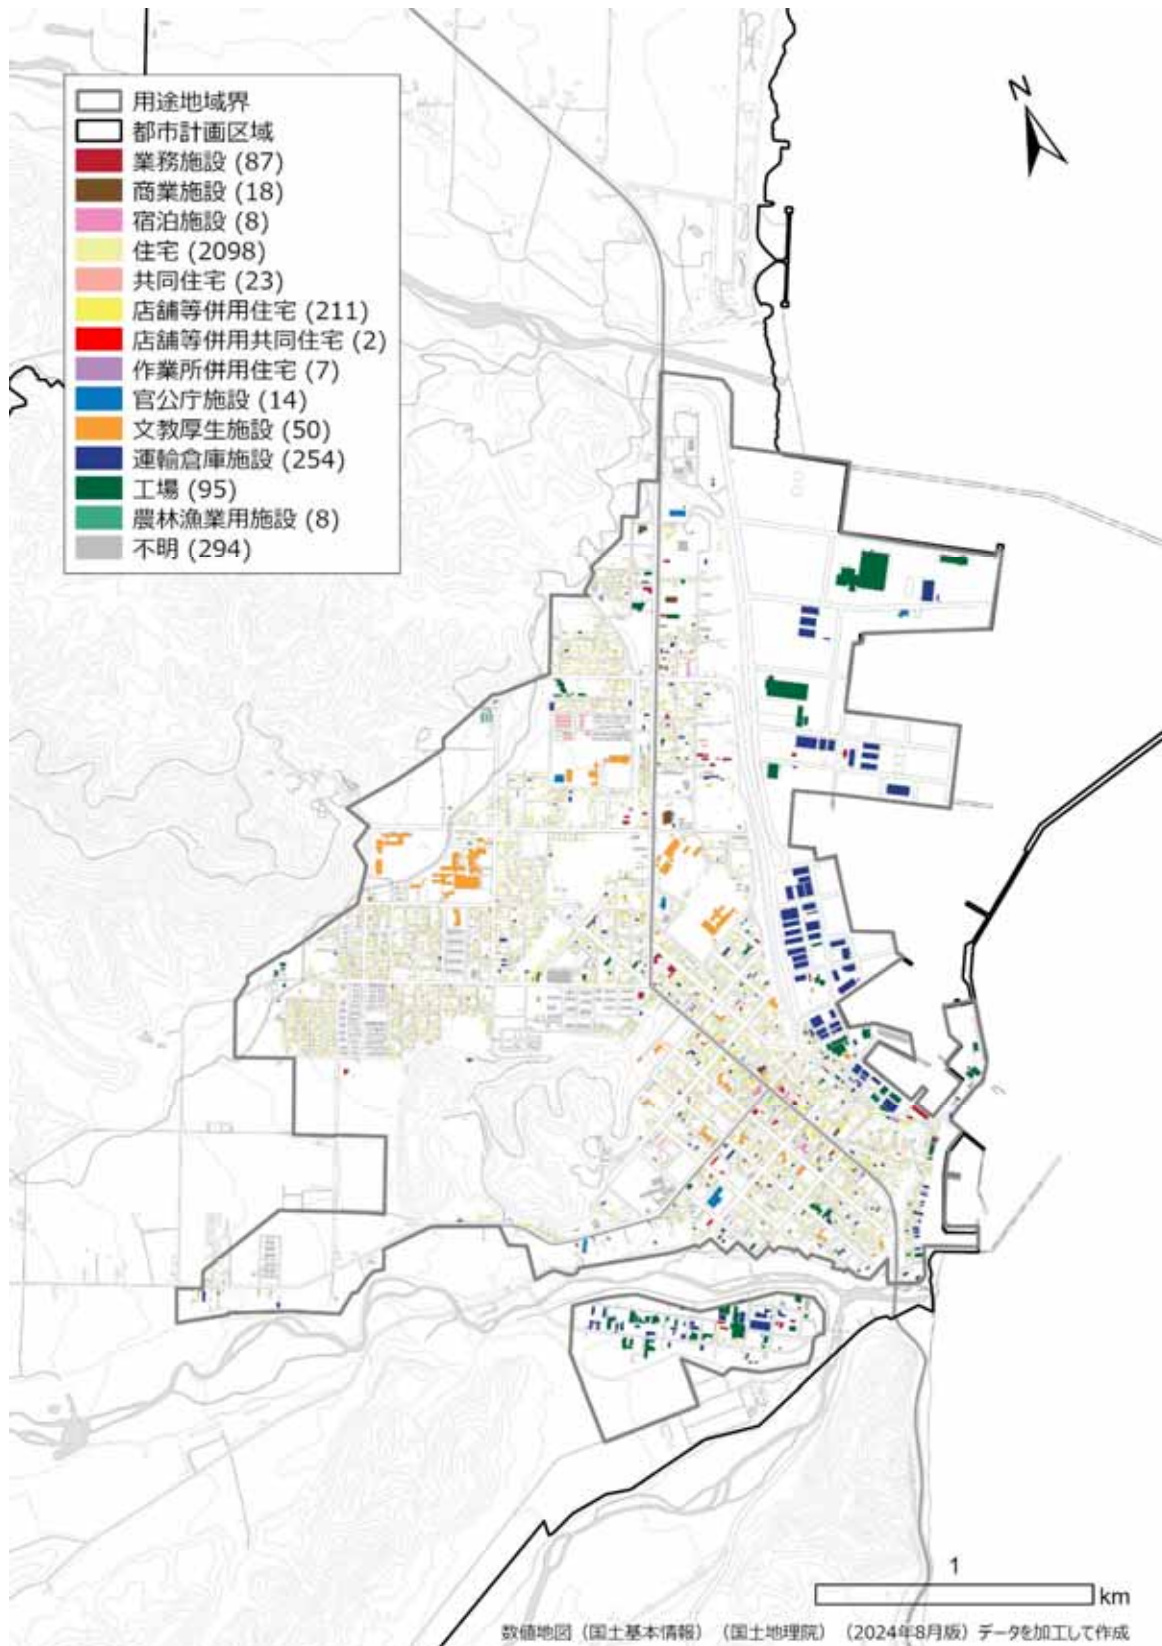 N
用途地域界
都市計画区域
業務施設 (87)
商業施設 (18)
宿泊施設 (8)
住宅 (2098)
共同住宅 (23)
店舗等併用住宅 (211)
店舗等併用共同住宅 (2)
作業所併用住宅 (7)
官公庁施設 (14)
文教厚生施設 (50)
運輸倉庫施設 (254)
工場 (95)
農林漁業用施設 (8)
不明 (294)
1
km
数値地図（国土基本情報）（国土地理院）（2024年8月版）データを加工して作成